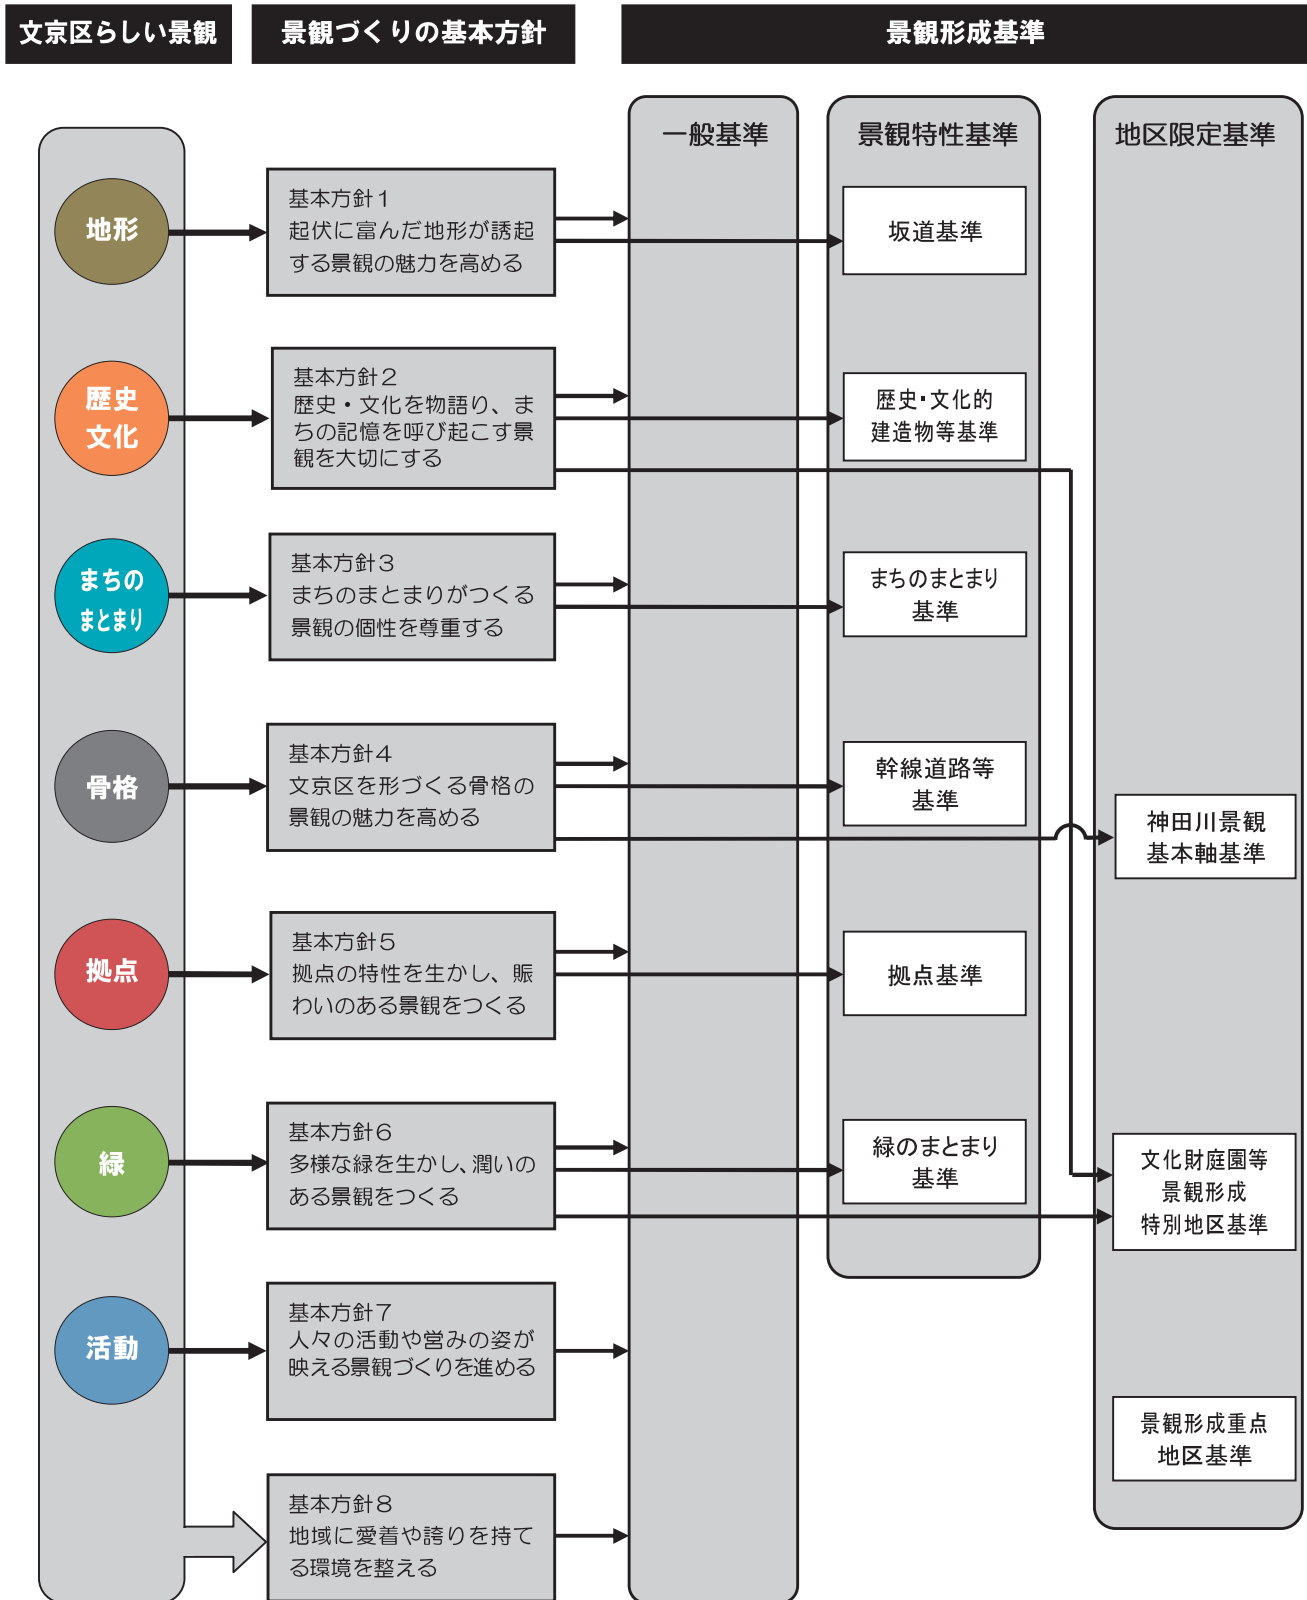 文京区らしい景観
景観づくりの基本方針
景観形成基準
一般基準
景観特性基準
地区限定基準
地形
基本方針1
起伏に富んだ地形が誘起
する景観の魅力を高める
坂道基準
歴史
文化
基本方針2
歴史・文化を物語り、ま
ちの記憶を呼び起こす景
観を大切にする
歴史・文化的
建造物等基準
まちの
まとまり
基本方針3
まちのまとまりがつくる
景観の個性を尊重する
まちのまとまり
基準
骨格
基本方針4
文京区を形づくる骨格の
景観の魅力を高める
幹線道路等
基準
神田川景観
基本軸基準
拠点
基本方針5
拠点の特性を生かし、賑
わいのある景観をつくる
拠点基準
緑
基本方針6
多様な緑を生かし、潤いの
ある景観をつくる
緑のまとまり
基準
文化財庭園等
景観形成
特別地区基準
活動
基本方針7
人々の活動や営みの姿が
映える景観づくりを進める
景観形成重点
地区基準
基本方針8
地域に愛着や誇りを持て
る環境を整える